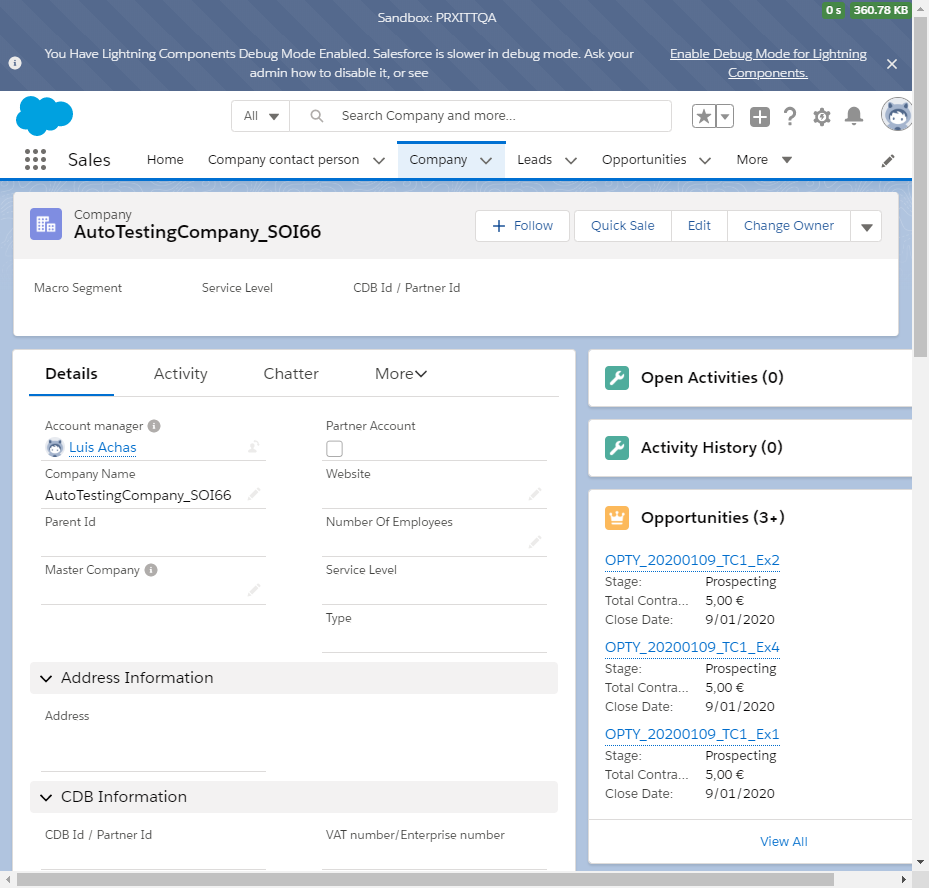 0 s 360.78 KB
Sandbox: PRXITTQA
You Have Lightning Components Debug Mode Enabled. Salesforce is slower in debug mode. Ask your
admin how to disable it, or see
Enable Debug Mode for Lightning
Components.
All Search Company and more...
Sales Home Company contact person Company Leads Opportunities More
Company
AutoTestingCompany_SOI66
Follow Quick Sale Edit Change Owner
Macro Segment Service Level CDB Id / Partner Id
Details Activity Chatter More
Account manager
Luis Achas
Partner Account
Company Name
AutoTestingCompany_SOI66
Website
Parent Id
Number Of Employees
Master Company
Service Level
Type
Address Information
Address
CDB Information
CDB Id / Partner Id
VAT number/Enterprise number
Open Activities (0)
Activity History (0)
Opportunities (3+)
OPTY_20200109_TC1_Ex2
Stage: Prospecting
Total Contra... 5,00 €
Close Date: 9/01/2020
OPTY_20200109_TC1_Ex4
Stage: Prospecting
Total Contra... 5,00 €
Close Date: 9/01/2020
OPTY_20200109_TC1_Ex1
Stage: Prospecting
Total Contra... 5,00 €
Close Date: 9/01/2020
View All